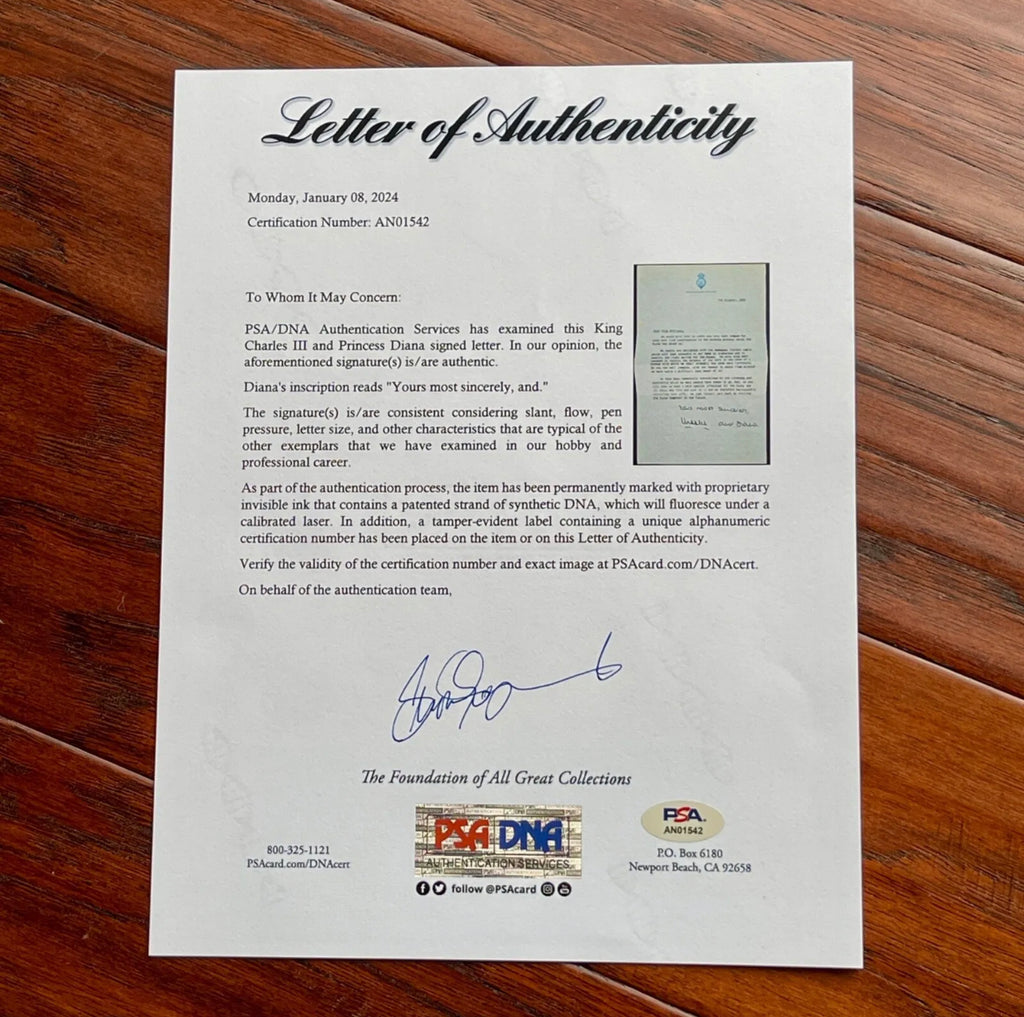 Letter of Authenticity
Monday, January 08, 2024
Certification Number: AN01542
To Whom It May Concern:
PSA/DNA Authentication Services has examined this King
Charles III and Princess Diana signed letter. In our opinion, the
aforementioned signature(s) is/are authentic.
Diana's inscription reads "Yours most sincerely, and."
The signature(s) is/are consistent considering slant, flow, pen
pressure, letter size, and other characteristics that are typical of the
other exemplars that we have examined in our hobby and
professional career.
Yours most sincerely,
Charles and Diana
As part of the authentication process, the item has been permanently marked with proprietary
invisible ink that contains a patented strand of synthetic DNA, which will fluoresce under a
calibrated laser. In addition, a tamper-evident label containing a unique alphanumeric
certification number has been placed on the item or on this Letter of Authenticity.
Verify the validity of the certification number and exact image at PSAcard.com/DNAcert.
On behalf of the authentication team,
The Foundation of All Great Collections
800-325-1121
PSAcard.com/DNAcert
PSA DNA
AUTHENTICATION SERVICES
follow @PSAcard
PSA
AN01542
P.O. Box 6180
Newport Beach, CA 92658